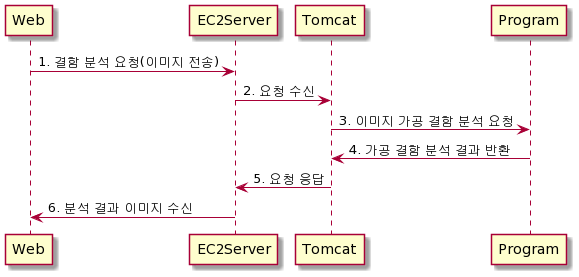 Web EC2Server Tomcat Program
1. 결함 분석 요청(이미지 전송)
2. 요청 수신
3. 이미지 가공 결함 분석 요청
4. 가공 결함 분석 결과 반환
5. 요청 응답
6. 분석 결과 이미지 수신
Web EC2Server Tomcat Program